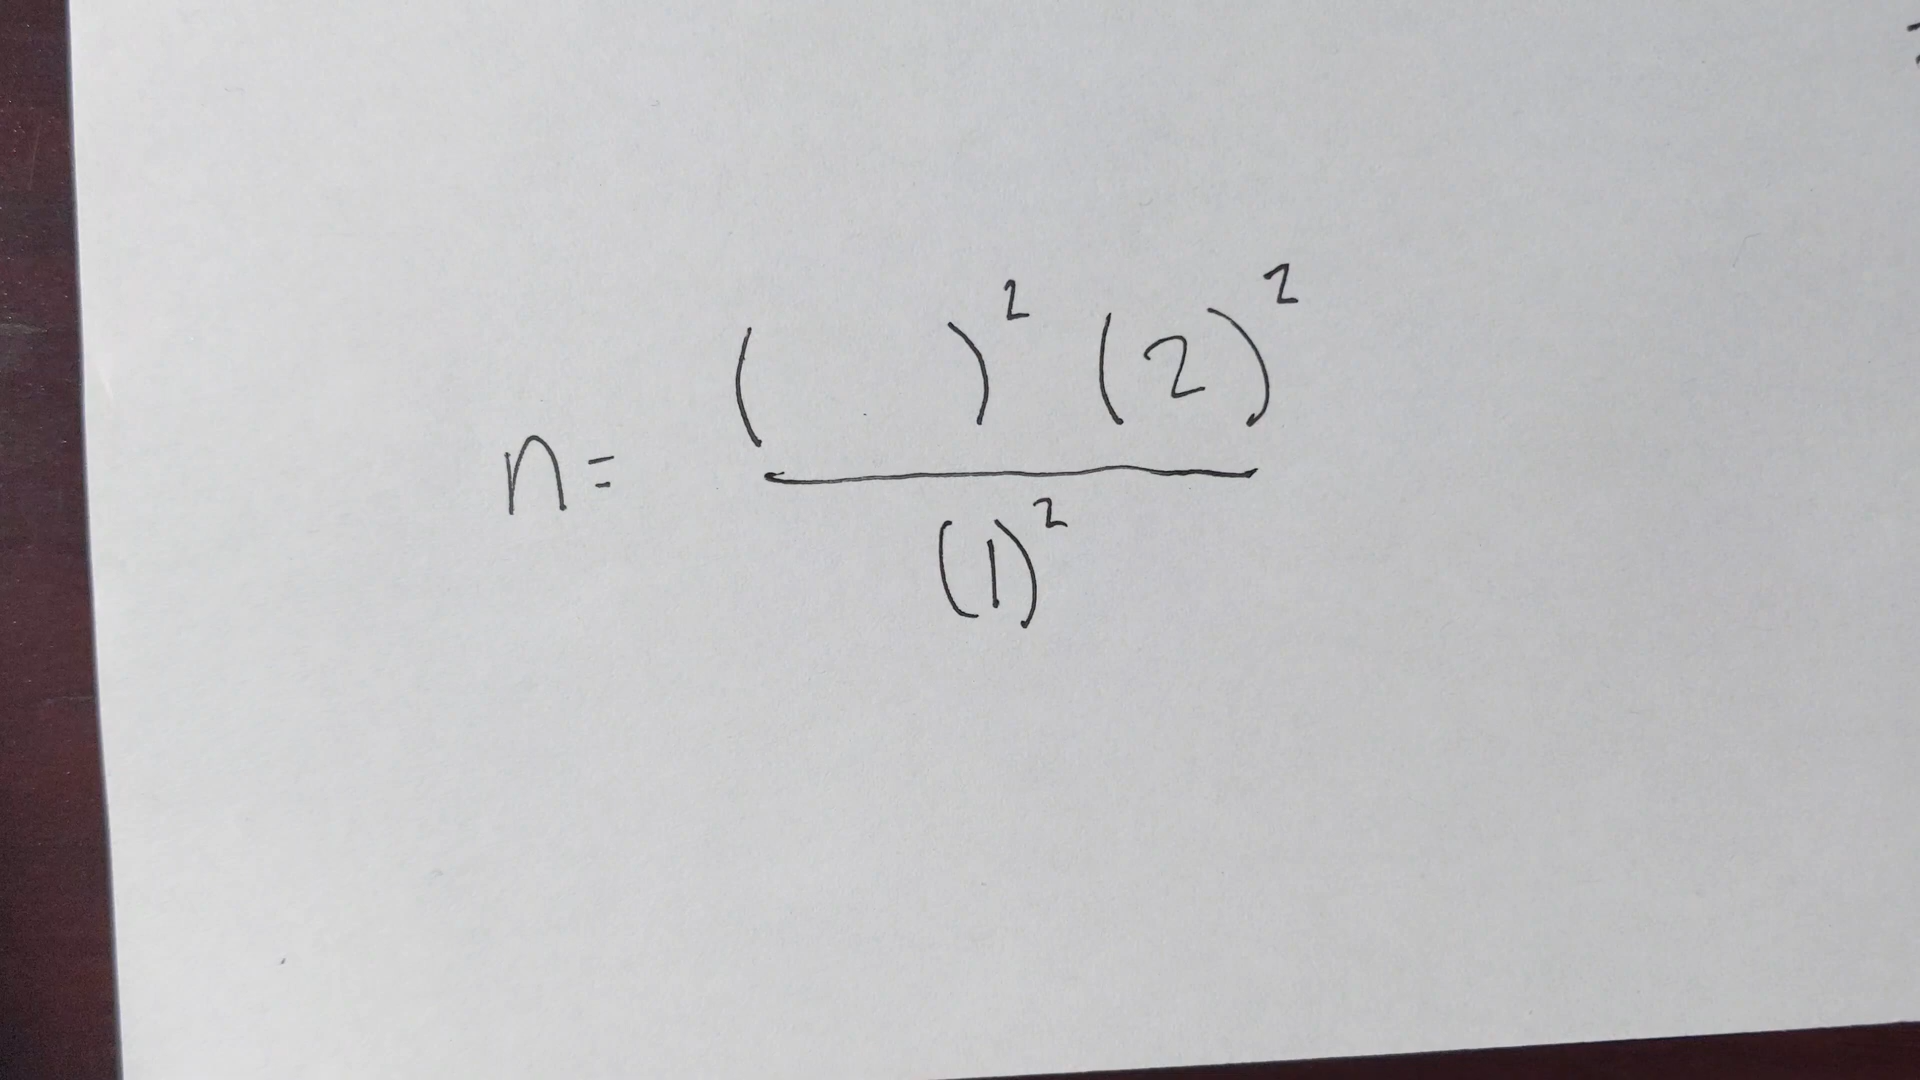 n = (   )² (2)²
(1)²